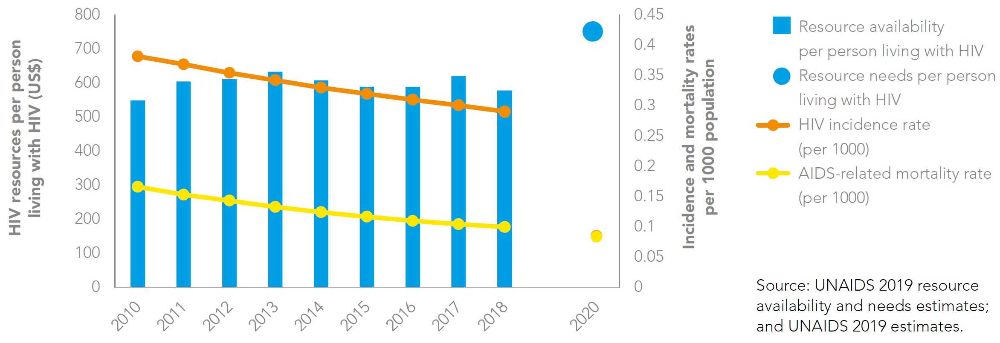 HIV resources per person
living with HIV (US$)
800
700
600
500
400
300
200
100
0
2010
2011
2012
2013
2014
2015
2016
2017
2018
2020
0.45
0.4
0.35
0.3
0.25
0.2
0.15
0.1
0.05
0
Incidence and mortality rates
per 1000 population
Resource availability
per person living with HIV
Resource needs per person
living with HIV
HIV incidence rate
(per 1000)
AIDS-related mortality rate
(per 1000)
Source: UNAIDS 2019 resource
availability and needs estimates;
and UNAIDS 2019 estimates.